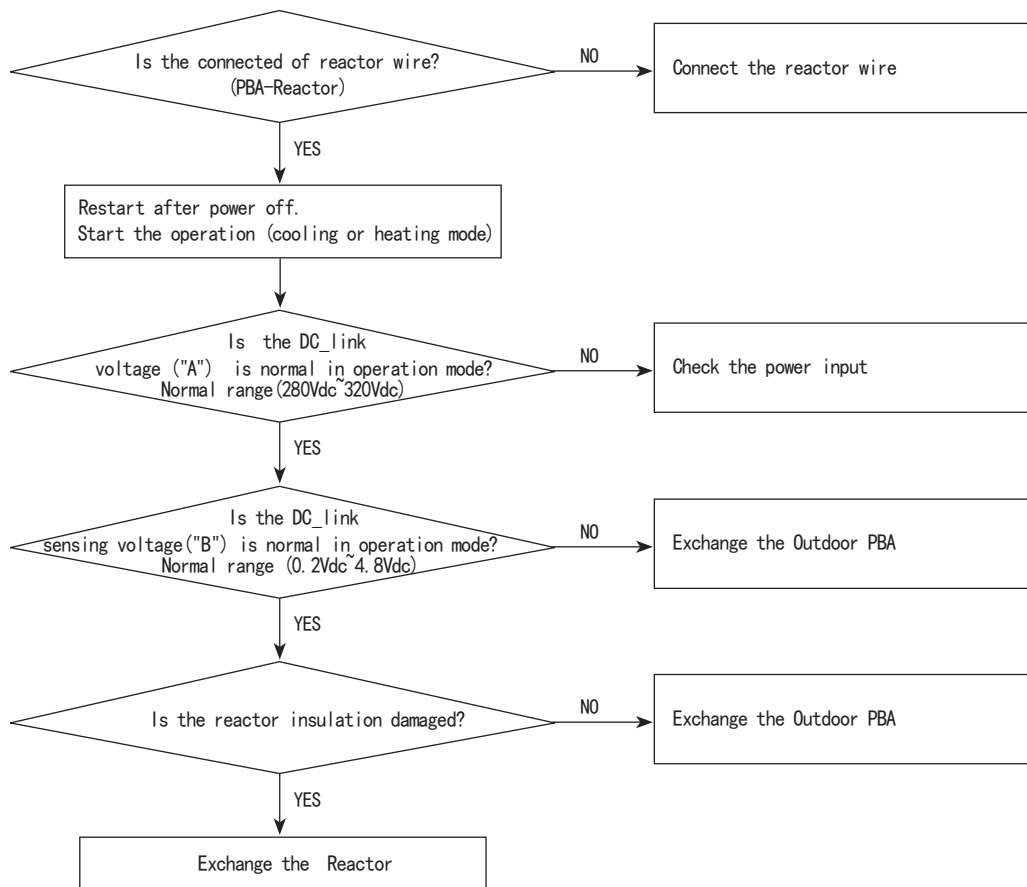 Is the connected of reactor wire?
(PBA-Reactor)
NO
Connect the reactor wire
YES
Restart after power off.
Start the operation (cooling or heating mode)
Is the DC_link
voltage ("A") is normal in operation mode?
Normal range(280Vdc~320Vdc)
NO
Check the power input
YES
Is the DC_link
sensing voltage("B") is normal in operation mode?
Normal range (0.2Vdc~4.8Vdc)
NO
Exchange the Outdoor PBA
YES
Is the reactor insulation damaged?
NO
Exchange the Outdoor PBA
YES
Exchange the Reactor